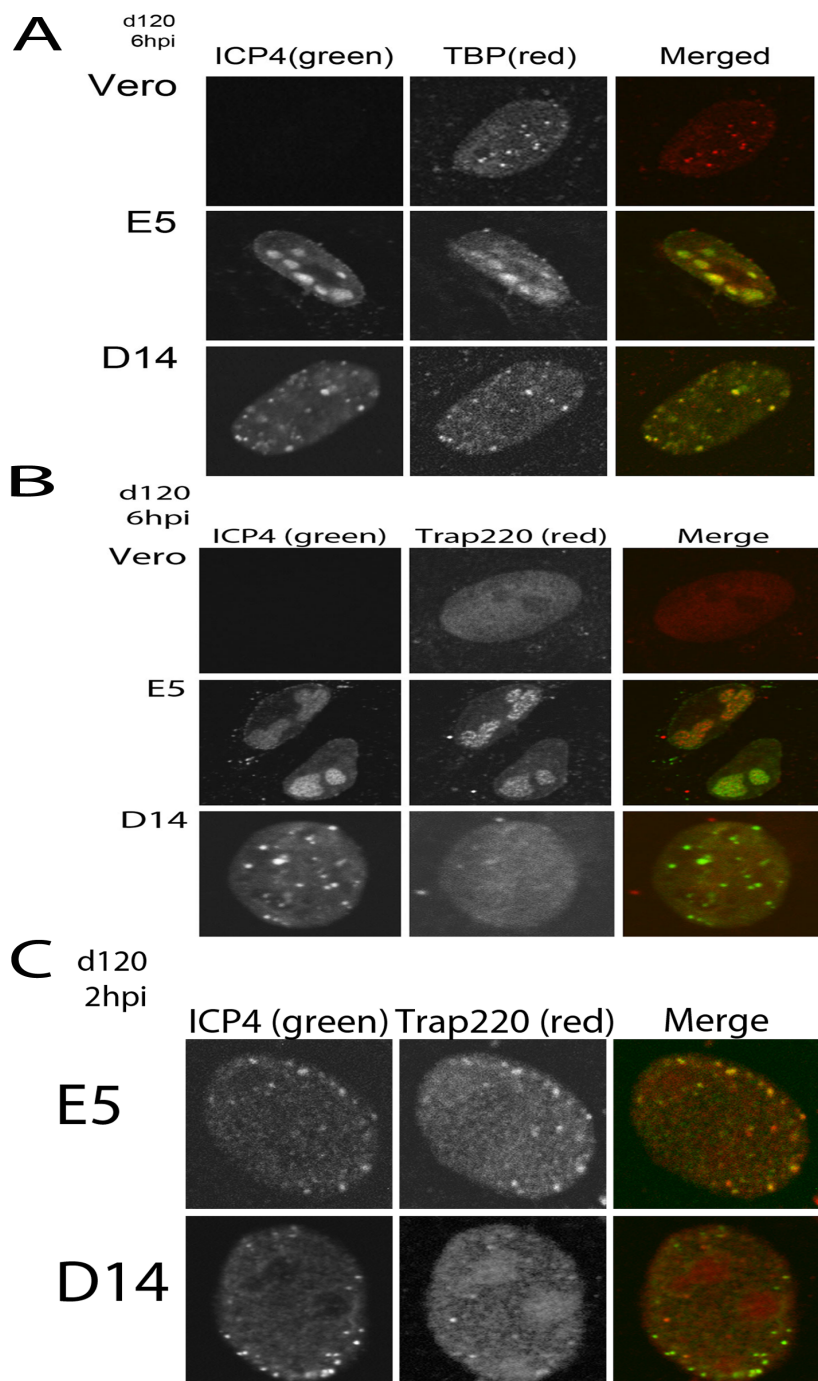 A
d120
6hpi
ICP4(green) TBP(red) Merged
Vero
E5
D14
B
d120
6hpi
ICP4 (green) Trap220 (red) Merge
Vero
E5
D14
C
d120
2hpi
ICP4 (green) Trap220 (red) Merge
E5
D14